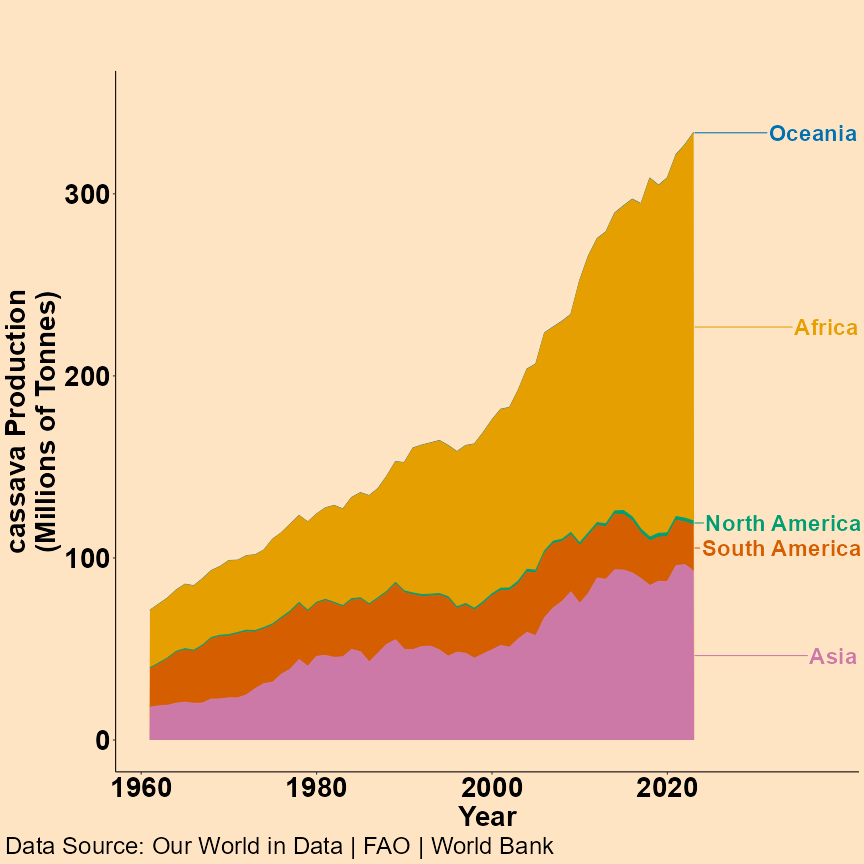 cassava Production
(Millions of Tonnes)
300
200
100
0
Oceania
Africa
North America
South America
Asia
1960 1980 2000 2020
Year
Data Source: Our World in Data | FAO | World Bank